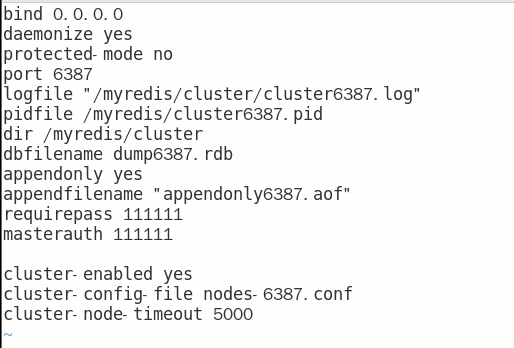 bind 0.0.0.0
daemonize yes
protected-mode no
port 6387
logfile "/myredis/cluster/cluster6387.log"
pidfile /myredis/cluster6387.pid
dir /myredis/cluster
dbfilename dump6387.rdb
appendonly yes
appendfilename "appendonly6387.aof"
requirepass 111111
masterauth 111111

cluster-enabled yes
cluster-config-file nodes-6387.conf
cluster-node-timeout 5000
~